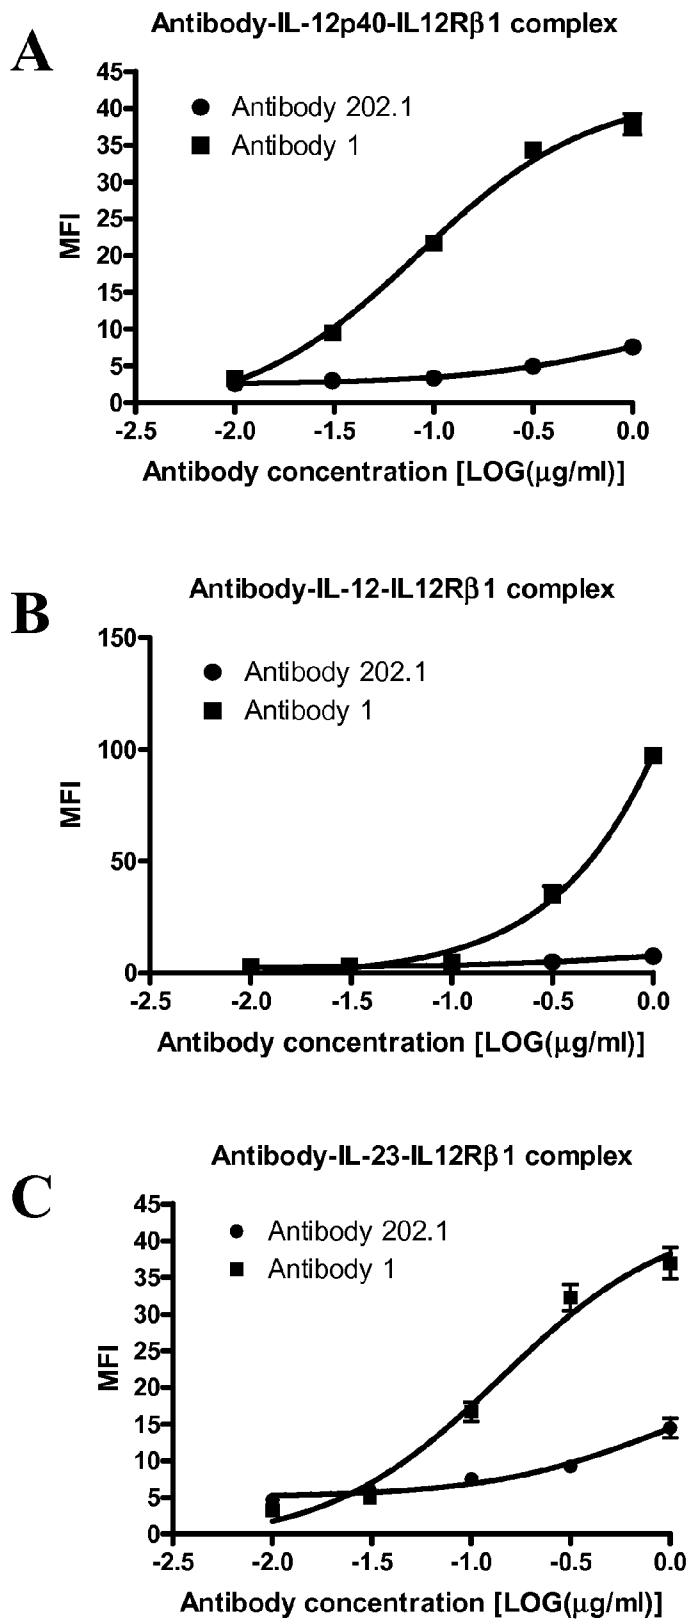 A
Antibody-IL-12p40-IL12Rβ1 complex
45
40
35
30
25
20
15
10
5
0
MFI
Antibody 202.1
Antibody 1
-2.5 -2.0 -1.5 -1.0 -0.5 0.0
Antibody concentration [LOG(μg/ml)]
B
Antibody-IL-12-IL12Rβ1 complex
150
100
50
0
MFI
Antibody 202.1
Antibody 1
-2.5 -2.0 -1.5 -1.0 -0.5 0.0
Antibody concentration [LOG(μg/ml)]
C
Antibody-IL-23-IL12Rβ1 complex
45
40
35
30
25
20
15
10
5
0
MFI
Antibody 202.1
Antibody 1
-2.5 -2.0 -1.5 -1.0 -0.5 0.0
Antibody concentration [LOG(μg/ml)]